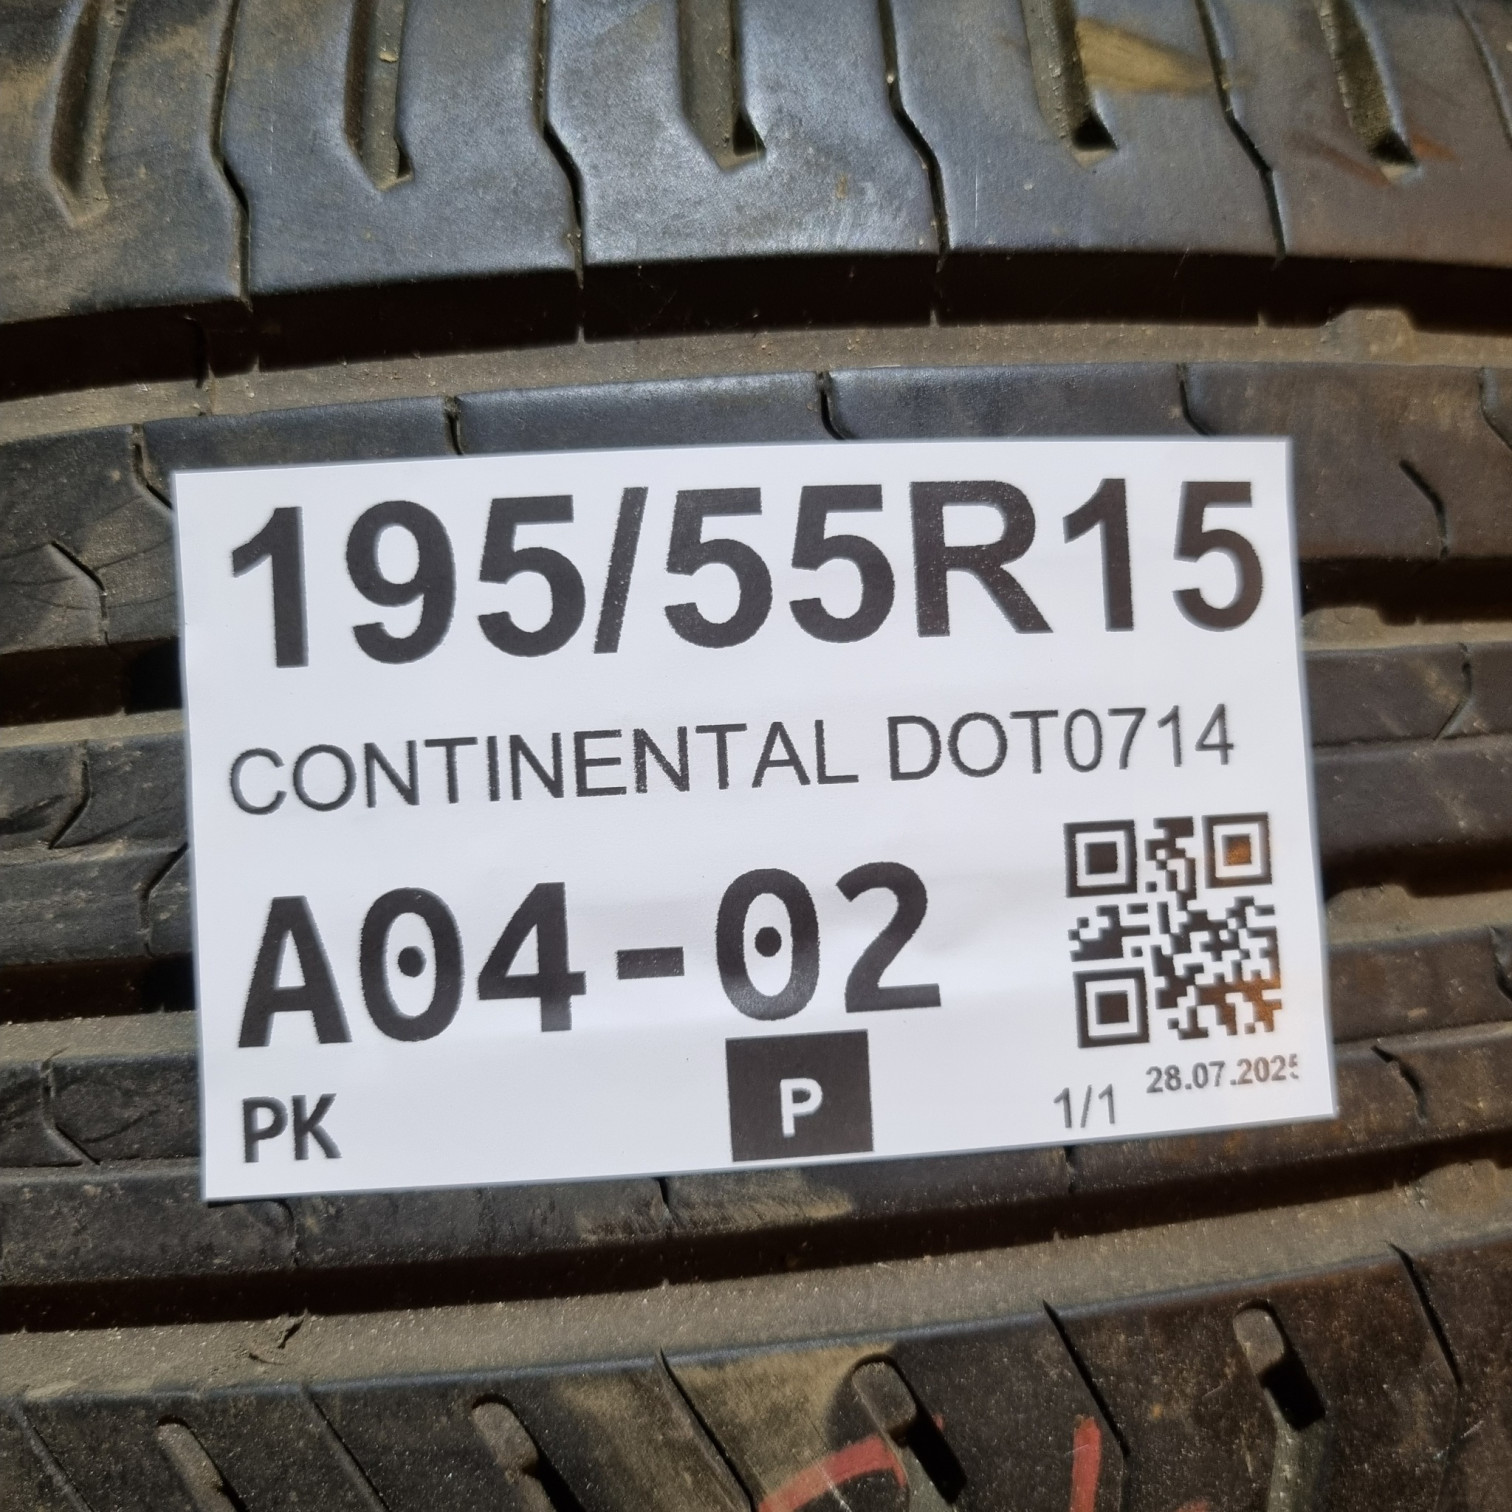 195/55R15
CONTINENTAL DOT0714
A04-02
P
PK
1/1
28.07.2025